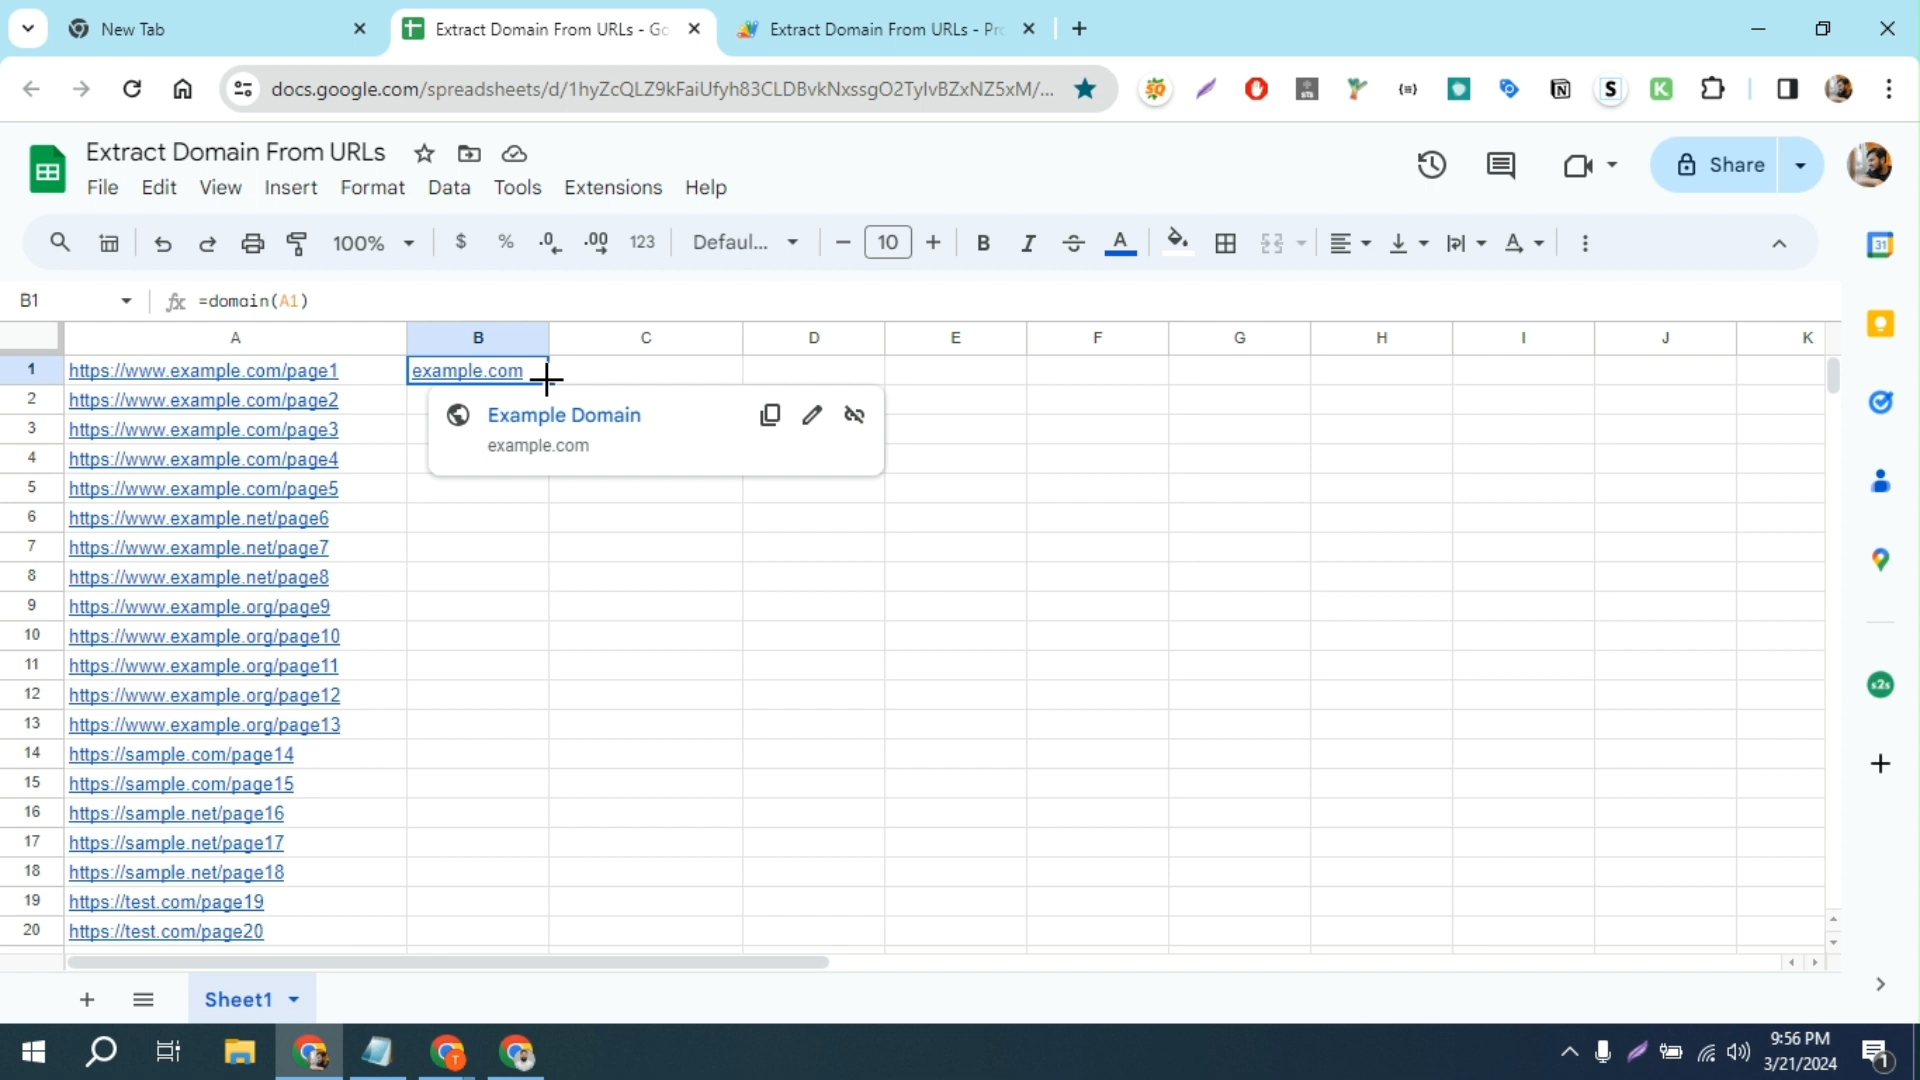 New Tab
Extract Domain From URLs - Go
Extract Domain From URLs - Pro
docs.google.com/spreadsheets/d/1hyZcQLZ9kFaiUfyh83CLDBvkNxssgO2TylvBZxNZ5xM/...
Extract Domain From URLs
File Edit View Insert Format Data Tools Extensions Help
Share
100% $ % .0 .00 123 Defaul... 10 B I S A
31
B1 fx =domain(A1)
A B C D E F G H I J K
1 https://www.example.com/page1 example.com
2 https://www.example.com/page2
Example Domain
3 https://www.example.com/page3
example.com
4 https://www.example.com/page4
5 https://www.example.com/page5
6 https://www.example.net/page6
7 https://www.example.net/page7
8 https://www.example.net/page8
9 https://www.example.org/page9
10 https://www.example.org/page10
11 https://www.example.org/page11
12 https://www.example.org/page12
13 https://www.example.org/page13
14 https://sample.com/page14
15 https://sample.com/page15
16 https://sample.net/page16
17 https://sample.net/page17
18 https://sample.net/page18
19 https://test.com/page19
20 https://test.com/page20
s2s
Sheet1
9:56 PM
3/21/2024
1